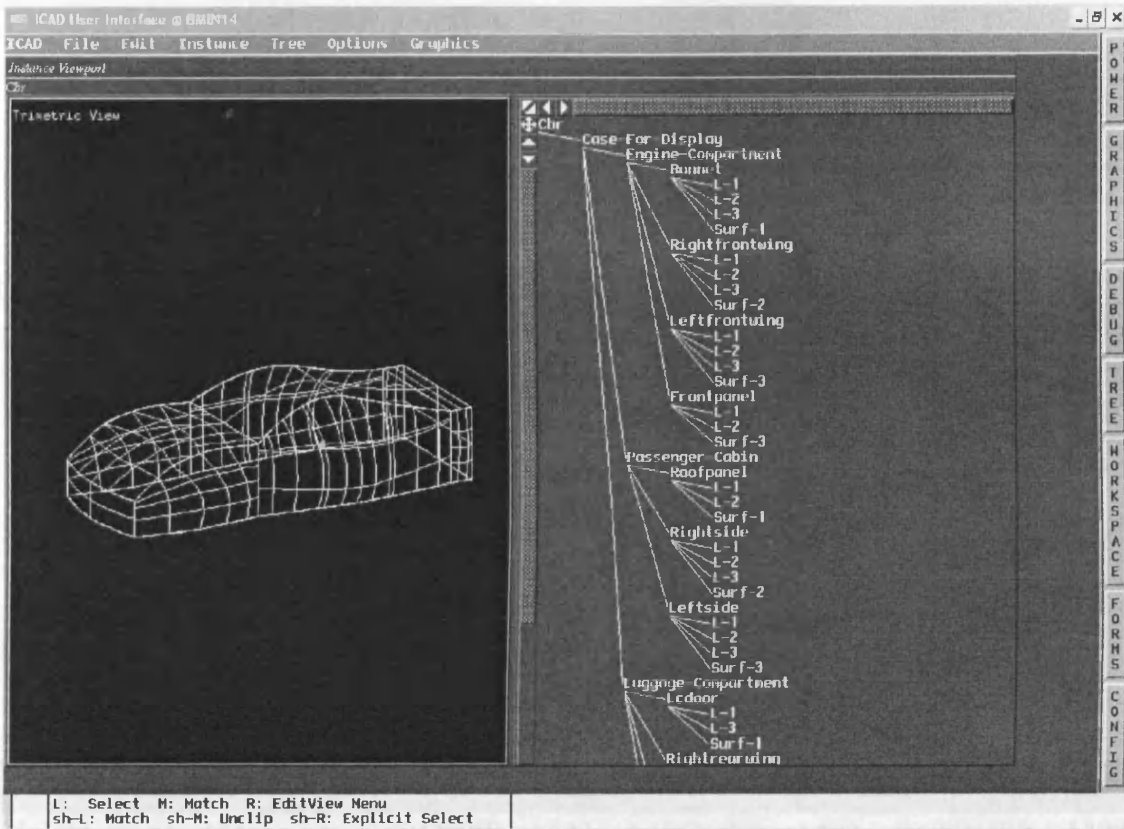 ICAD User Interface @ BMIN14
ICAD File Edit Instance Tree Options Graphics
Instance Viewport
Cbr
Trimetric View
Cbr
Case For Display
Engine Compartment
Bonnet
L-1
L-2
L-3
Surf-1
Rightfrontwing
L-1
L-2
L-3
Surf-2
Leftfrontwing
L-1
L-2
L-3
Surf-3
Frontpanel
L-1
L-2
Surf-3
Passenger Cabin
Roofpanel
L-1
L-2
Surf-1
Rightside
L-1
L-2
L-3
Surf-2
Leftside
L-1
L-2
L-3
Surf-3
Luggage Compartment
Lcdoor
L-1
L-3
Surf-1
Rightrearwing
POWER
GRAPHICS
DEBUG
TREE
WORKSPACE
FORMS
CONFIG
L: Select M: Match R: EditView Menu
sh-L: Match sh-M: Unclip sh-R: Explicit Select